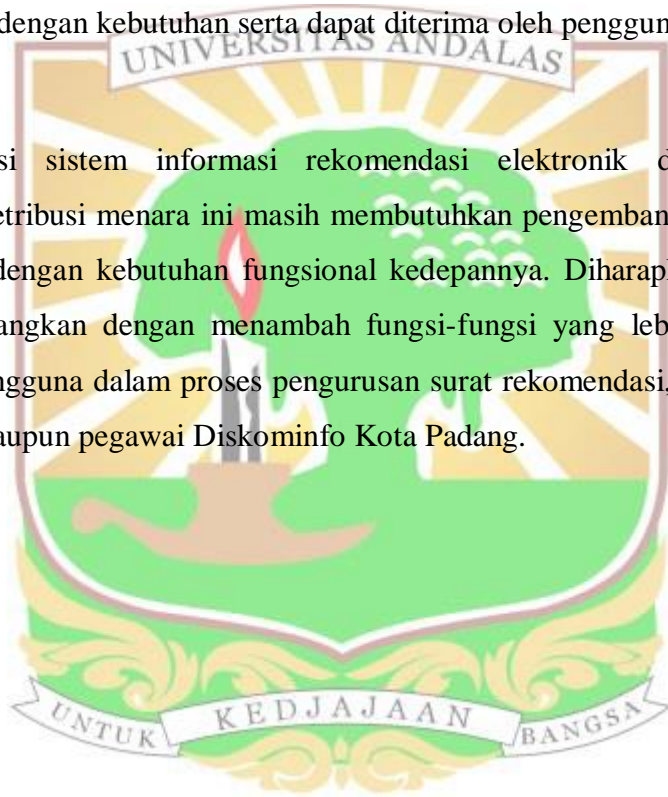 dengan kebutuhan serta dapat diterima oleh penggun
UNIVERSITAS ANDALAS
si sistem informasi rekomendasi elektronik d
etribusi menara ini masih membutuhkan pengemban
dengan kebutuhan fungsional kedepannya. Diharap
angkan dengan menambah fungsi-fungsi yang leb
ngguna dalam proses pengurusan surat rekomendasi,
aupun pegawai Diskominfo Kota Padang.
UNTUK KEDJAJAAN BANGSA